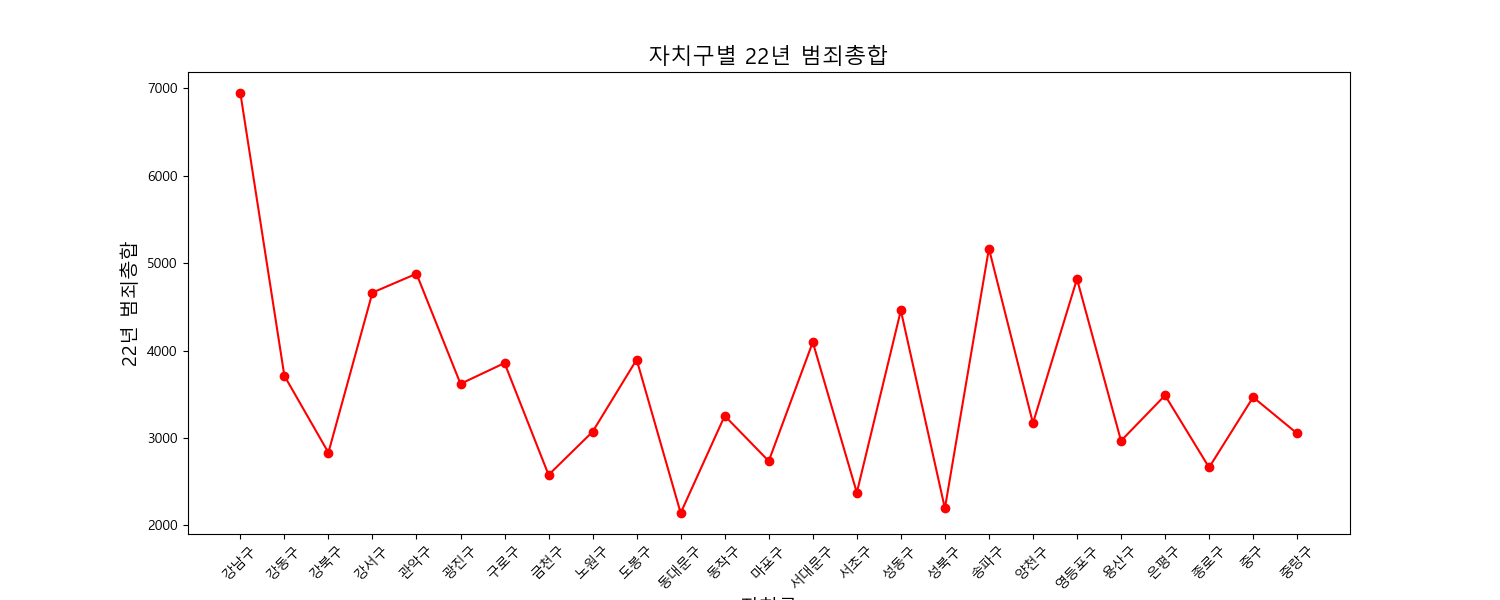 자치구별 22년 범죄총합
22년 범죄총합
7000
6000
5000
4000
3000
2000
강남구
강동구
강북구
강서구
관악구
광진구
구로구
금천구
노원구
도봉구
동대문구
동작구
마포구
서대문구
서초구
성동구
성북구
송파구
양천구
영등포구
용산구
은평구
종로구
중구
중랑구